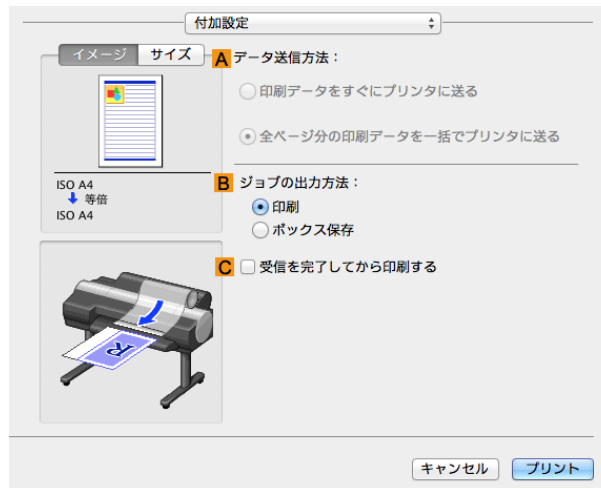 付加設定
イメージ サイズ
A データ送信方法：
印刷データをすぐにプリンタに送る
全ページ分の印刷データを一括でプリンタに送る
ISO A4
等倍
ISO A4
B ジョブの出力方法：
印刷
ボックス保存
C 受信を完了してから印刷する
R
キャンセル プリント